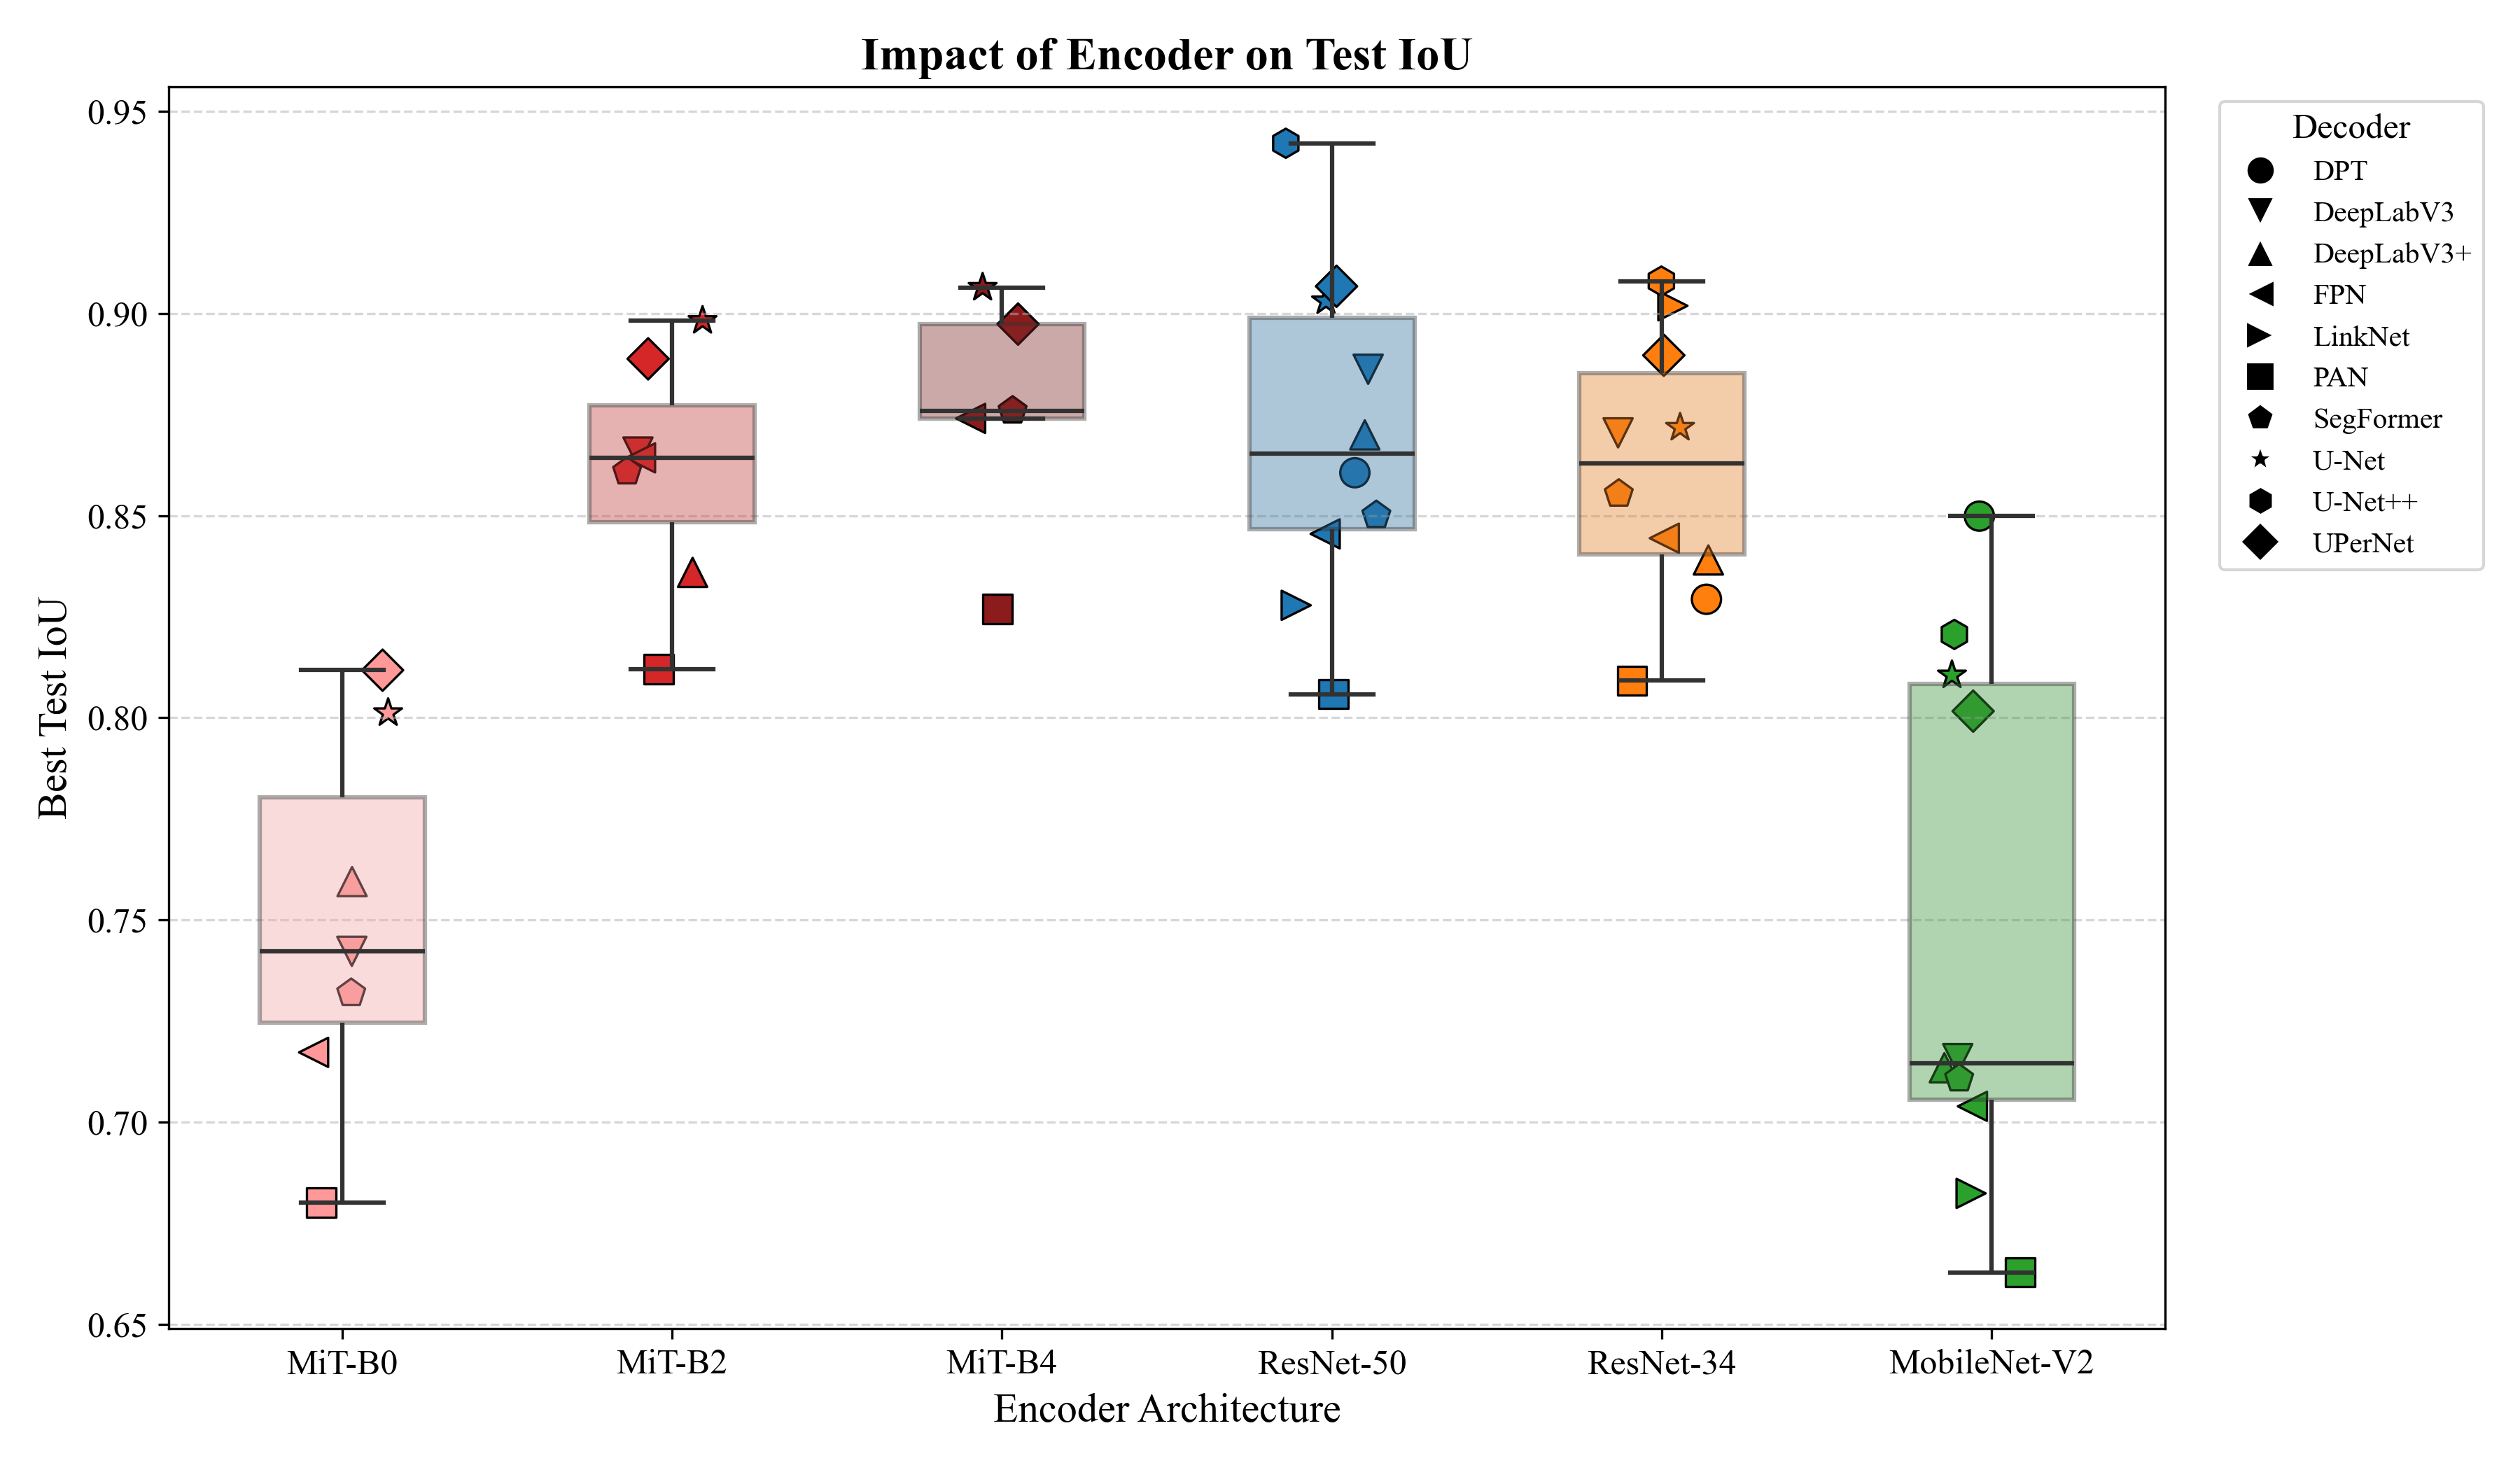 Impact of Encoder on Test IoU
Best Test IoU
0.95
0.90
0.85
0.80
0.75
0.70
0.65
MiT-B0
MiT-B2
MiT-B4
ResNet-50
ResNet-34
MobileNet-V2
Encoder Architecture
Decoder
DPT
DeepLabV3
DeepLabV3+
FPN
LinkNet
PAN
SegFormer
U-Net
U-Net++
UPerNet